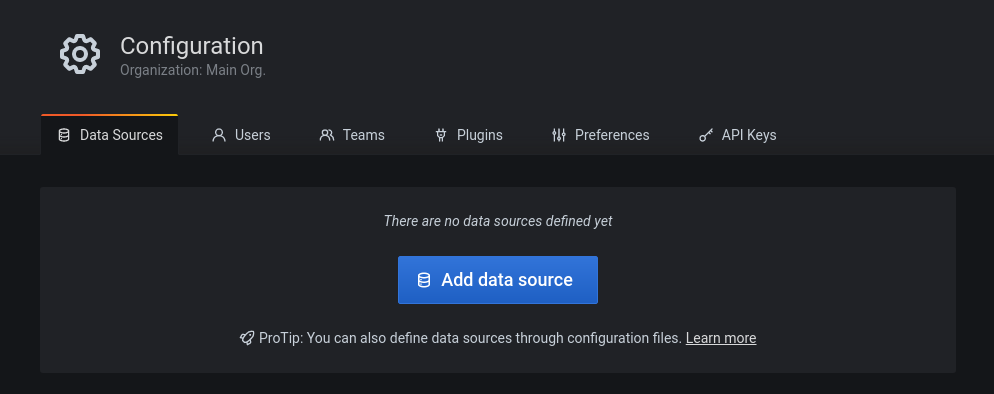 Configuration
Organization: Main Org.
Data Sources Users Teams Plugins Preferences API Keys
There are no data sources defined yet
Add data source
ProTip: You can also define data sources through configuration files. Learn more